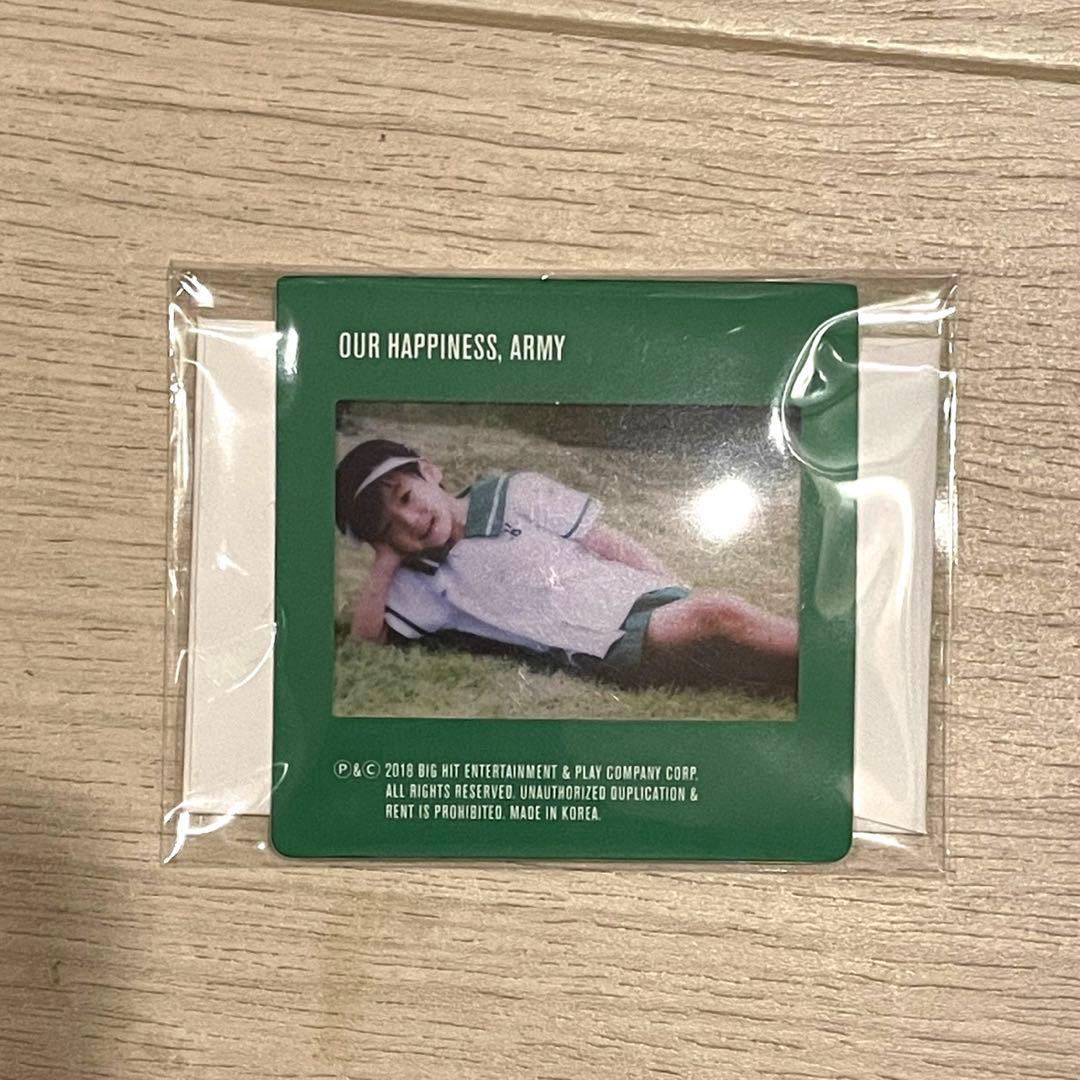 OUR HAPPINESS, ARMY
Ⓟ&Ⓒ 2018 BIG HIT ENTERTAINMENT & PLAY COMPANY CORP.
ALL RIGHTS RESERVED. UNAUTHORIZED DUPLICATION &
RENT IS PROHIBITED. MADE IN KOREA.